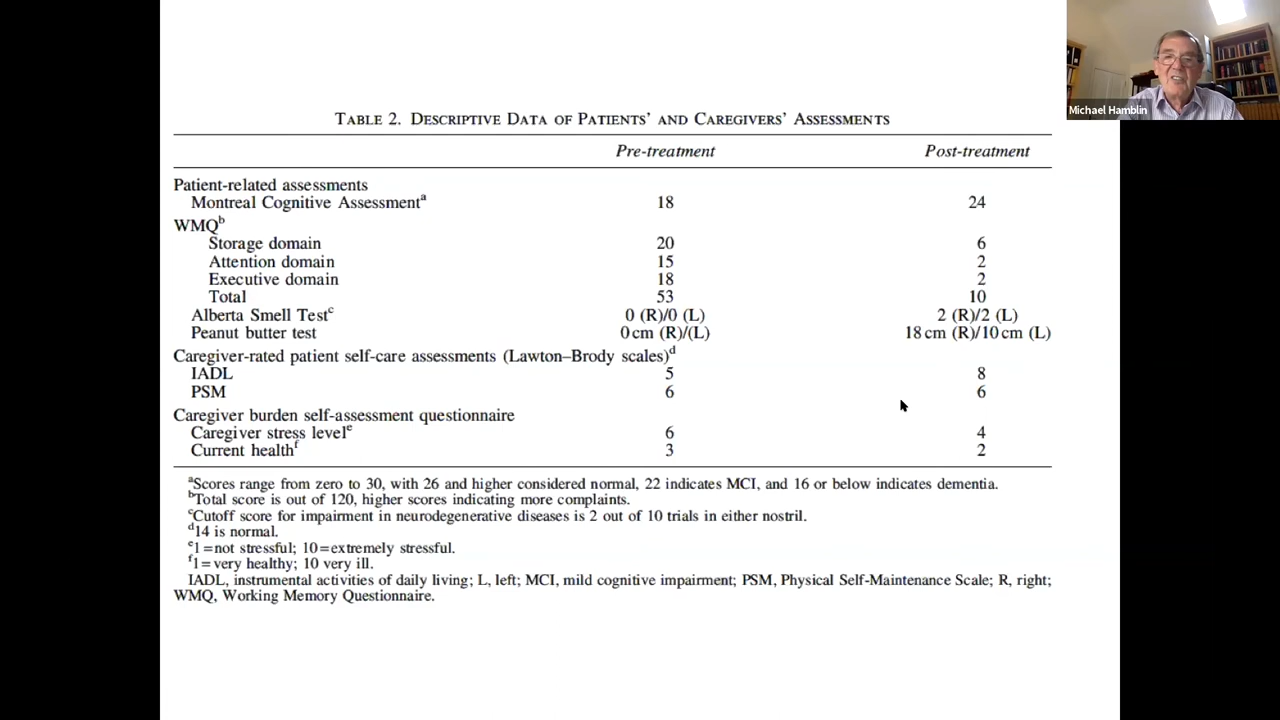 Michael Hamblin
TABLE 2. DESCRIPTIVE DATA OF PATIENTS' AND CAREGIVERS' ASSESSMENTS
Pre-treatment Post-treatment
Patient-related assessments
Montreal Cognitive Assessmentᵃ 18 24
WMQᵇ
Storage domain 20 6
Attention domain 15 2
Executive domain 18 2
Total 53 10
Alberta Smell Testᶜ 0 (R)/0 (L) 2 (R)/2 (L)
Peanut butter test 0 cm (R)/(L) 18 cm (R)/10 cm (L)
Caregiver-rated patient self-care assessments (Lawton–Brody scales)ᵈ
IADL 5 8
PSM 6 6
Caregiver burden self-assessment questionnaire
Caregiver stress levelᵉ 6 4
Current healthᶠ 3 2
ᵃScores range from zero to 30, with 26 and higher considered normal, 22 indicates MCI, and 16 or below indicates dementia.
ᵇTotal score is out of 120, higher scores indicating more complaints.
ᶜCutoff score for impairment in neurodegenerative diseases is 2 out of 10 trials in either nostril.
ᵈ14 is normal.
ᵉ1=not stressful; 10=extremely stressful.
ᶠ1=very healthy; 10 very ill.
IADL, instrumental activities of daily living; L, left; MCI, mild cognitive impairment; PSM, Physical Self-Maintenance Scale; R, right;
WMQ, Working Memory Questionnaire.